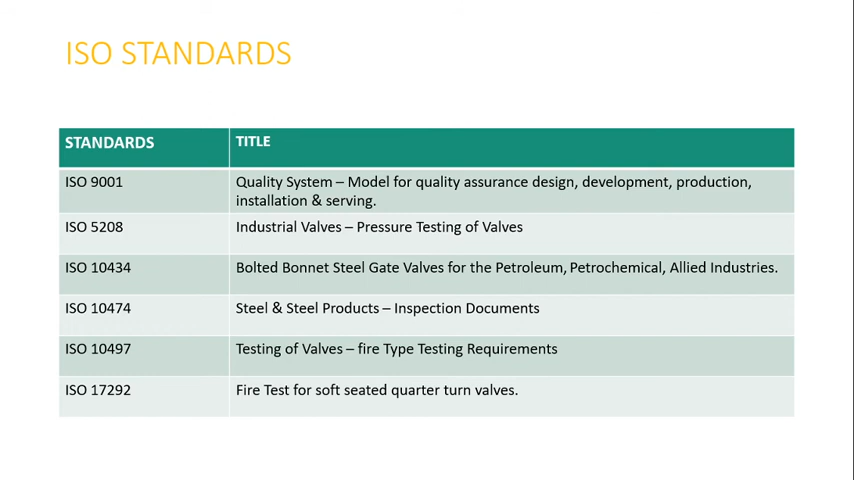 ISO STANDARDS
STANDARDS TITLE
ISO 9001 Quality System – Model for quality assurance design, development, production,
installation & serving.
ISO 5208 Industrial Valves – Pressure Testing of Valves
ISO 10434 Bolted Bonnet Steel Gate Valves for the Petroleum, Petrochemical, Allied Industries.
ISO 10474 Steel & Steel Products – Inspection Documents
ISO 10497 Testing of Valves – fire Type Testing Requirements
ISO 17292 Fire Test for soft seated quarter turn valves.